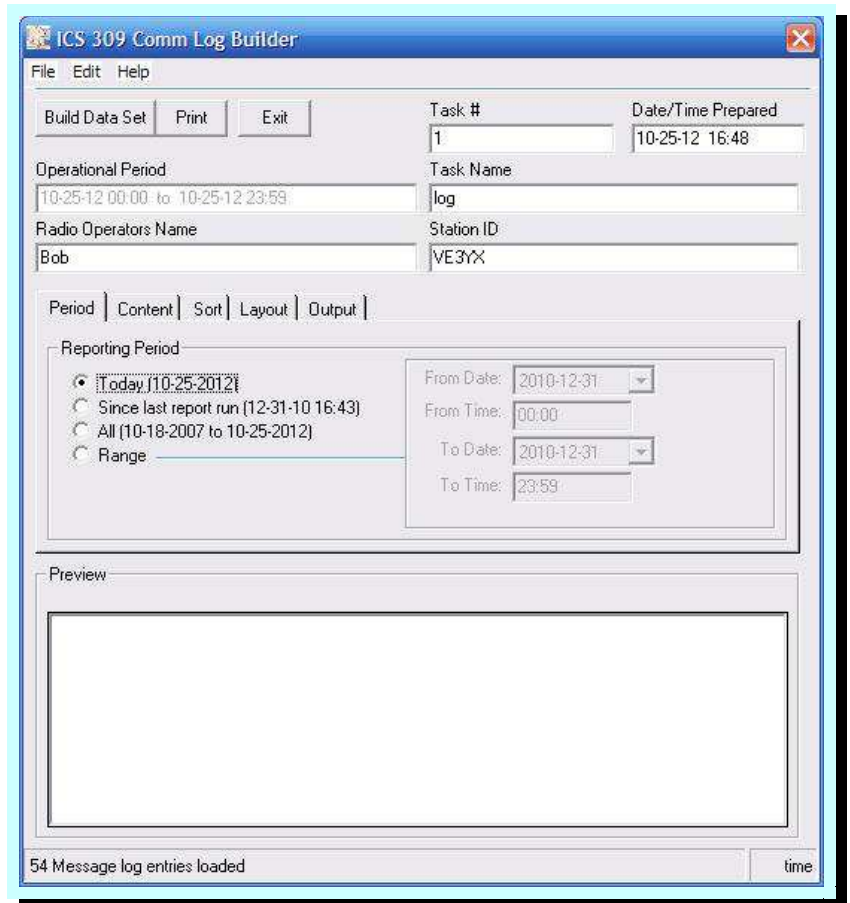 ICS 309 Comm Log Builder
File Edit Help
Build Data Set Print Exit
Task #
1
Date/Time Prepared
10-25-12 16:48
Operational Period
10-25-12 00:00 to 10-25-12 23:59
Task Name
log
Radio Operators Name
Bob
Station ID
VE3YX
Period Content Sort Layout Output
Reporting Period
Today (10-25-2012)
Since last report run (12-31-10 16:43)
All (10-18-2007 to 10-25-2012)
Range
From Date: 2010-12-31
From Time: 00:00
To Date: 2010-12-31
To Time: 23:59
Preview
54 Message log entries loaded
time